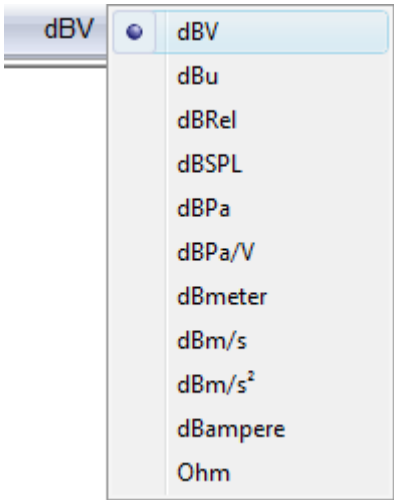 dBV
dBV
dBu
dBRel
dBSPL
dBPa
dBPa/V
dBmeter
dBm/s
dBm/s²
dBampere
Ohm